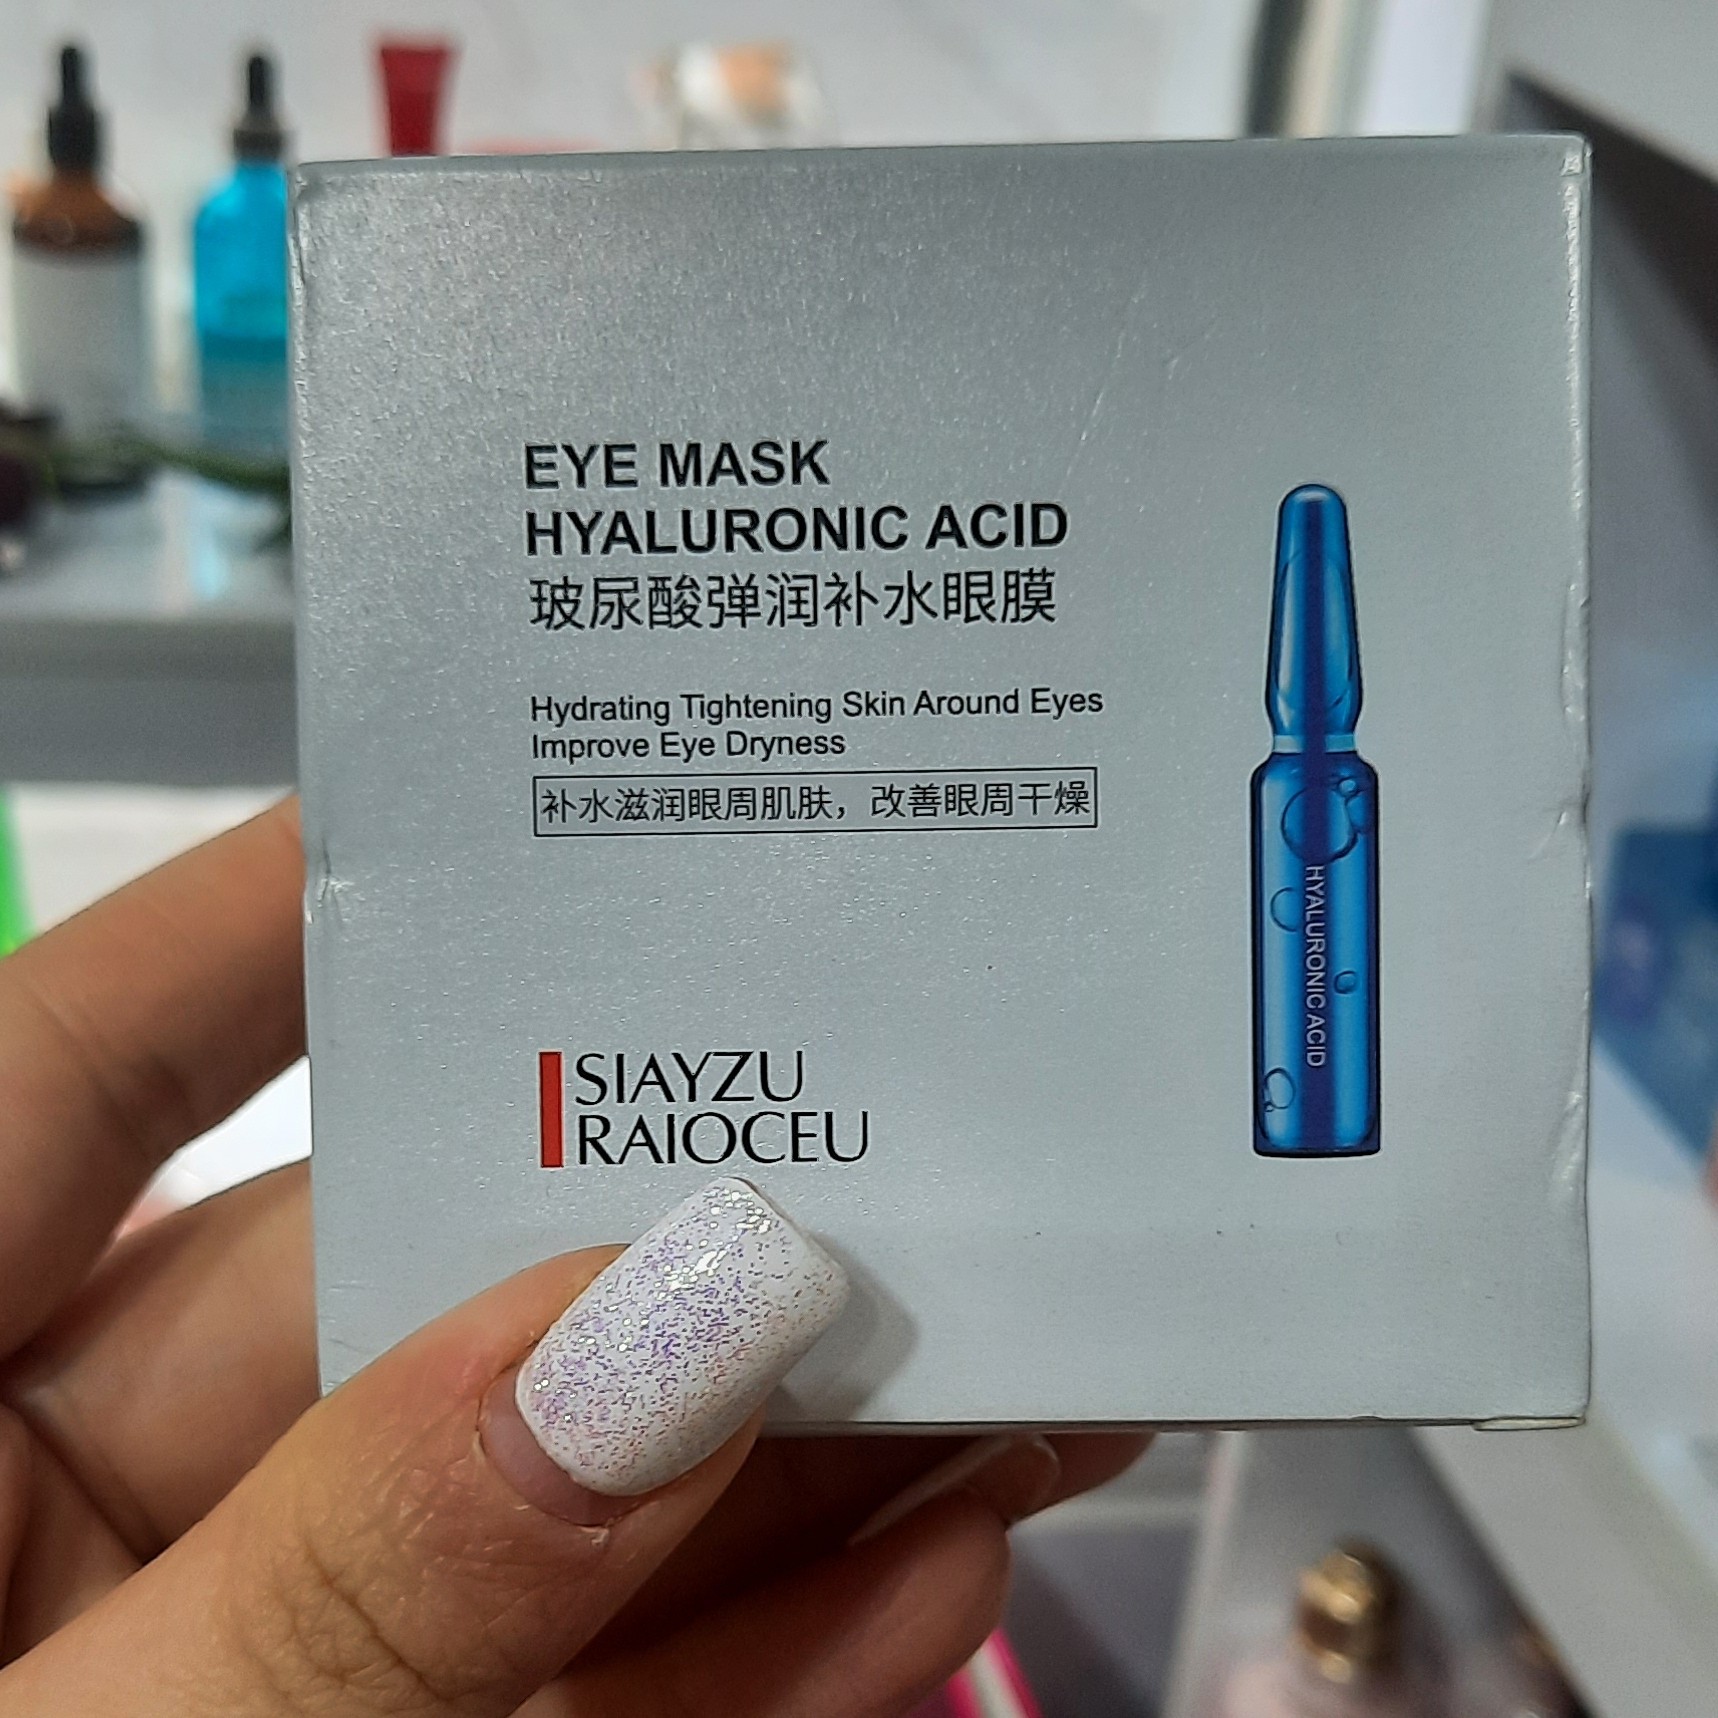 EYE MASK
HYALURONIC ACID
玻尿酸弹润补水眼膜
Hydrating Tightening Skin Around Eyes
Improve Eye Dryness
补水滋润眼周肌肤，改善眼周干燥
HYALURONIC ACID
SIAYZU
RAIOCEU